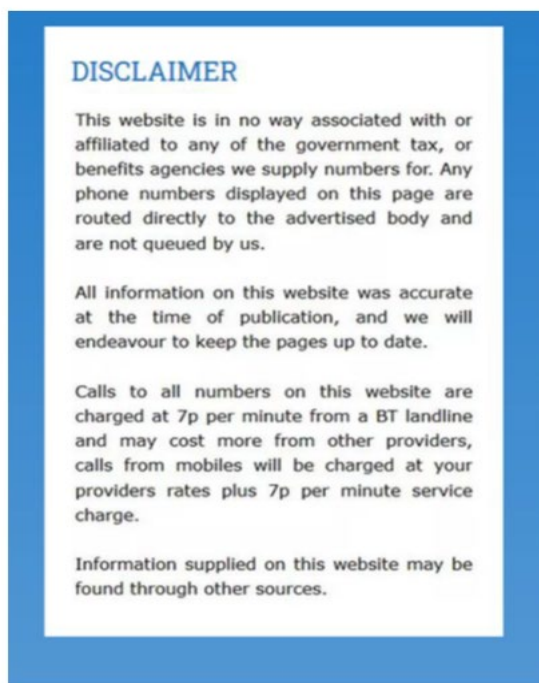 DISCLAIMER
This website is in no way associated with or
affiliated to any of the government tax, or
benefits agencies we supply numbers for. Any
phone numbers displayed on this page are
routed directly to the advertised body and
are not queued by us.
All information on this website was accurate
at the time of publication, and we will
endeavour to keep the pages up to date.
Calls to all numbers on this website are
charged at 7p per minute from a BT landline
and may cost more from other providers,
calls from mobiles will be charged at your
providers rates plus 7p per minute service
charge.
Information supplied on this website may be
found through other sources.